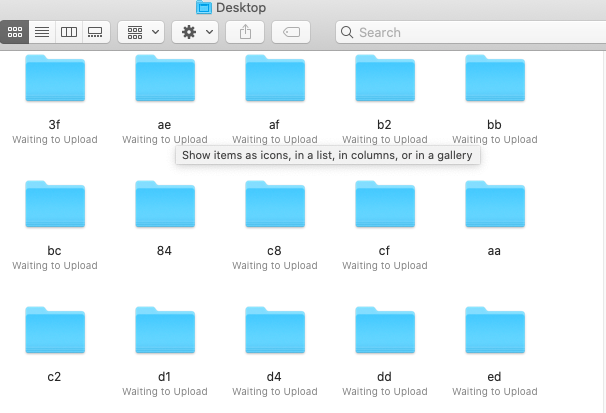 Desktop
Search
3f ae af b2 bb
Waiting to Upload Waiting to Upload Waiting to Upload Waiting to Upload Waiting to Upload
Show items as icons, in a list, in columns, or in a gallery
bc 84 c8 cf aa
Waiting to Upload Waiting to Upload Waiting to Upload
c2 d1 d4 dd ed
Waiting to Upload Waiting to Upload Waiting to Upload Waiting to Upload